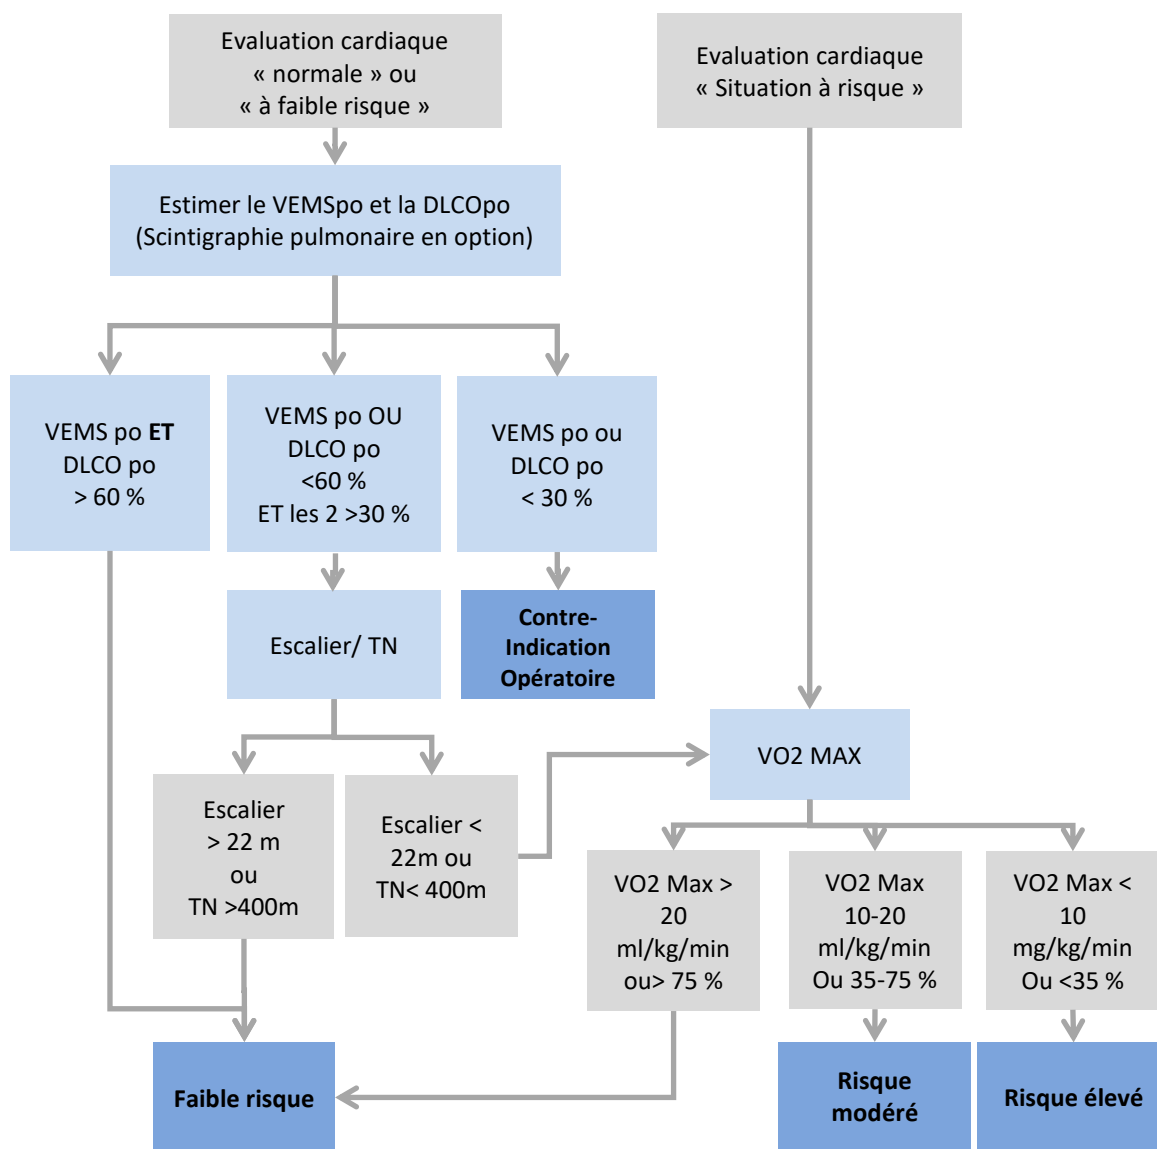 Evaluation cardiaque
« normale » ou
« à faible risque »
Evaluation cardiaque
« Situation à risque »
Estimer le VEMSpo et la DLCOpo
(Scintigraphie pulmonaire en option)
VEMS po ET
DLCO po
> 60 %
VEMS po OU
DLCO po
<60 %
ET les 2 >30 %
VEMS po ou
DLCO po
< 30 %
Escalier/ TN
Contre-
Indication
Opératoire
VO2 MAX
Escalier
> 22 m
ou
TN >400m
Escalier <
22m ou
TN< 400m
VO2 Max >
20
ml/kg/min
ou> 75 %
VO2 Max
10-20
ml/kg/min
Ou 35-75 %
VO2 Max <
10
mg/kg/min
Ou <35 %
Faible risque
Risque
modéré
Risque élevé